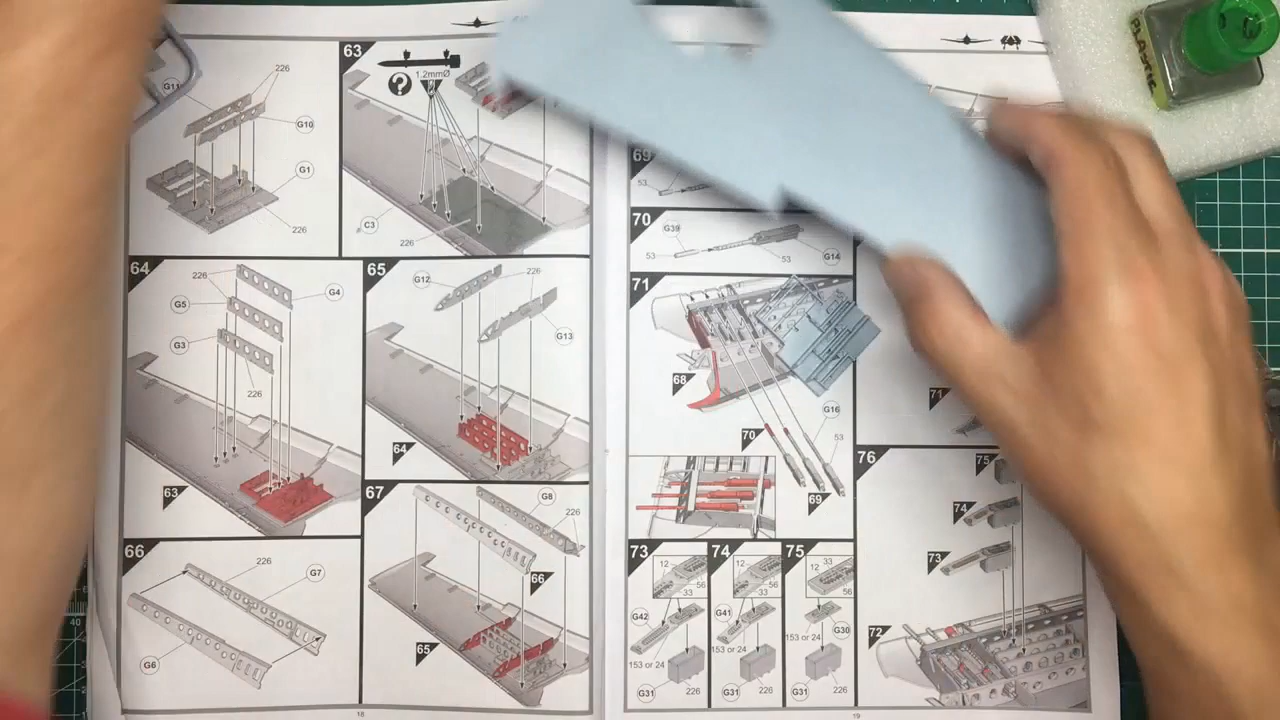 226
G11
G10
G1
226
63
?
1.2mmØ
C3
226
64
226
G4
G5
G3
226
63
65
G12
226
G13
64
66
226
G7
G6
67
G8
226
66
65
18
69
53
70
G39
53
53
G14
71
68
G16
70
53
69
71
73
12
56
33
G42
153 or 24
G31
226
74
12
56
33
G41
153 or 24
G31
226
75
33
12
56
G30
153 or 24
G31
226
76
75
74
73
72
19
PLASTIC
40